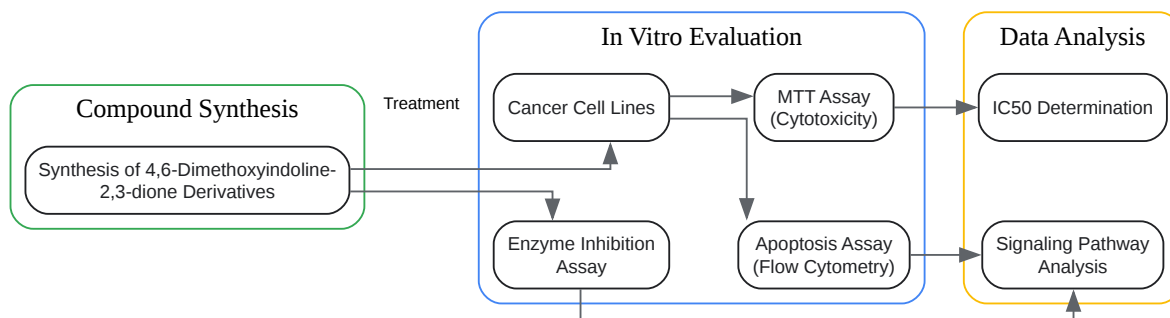 Compound Synthesis
Synthesis of 4,6-Dimethoxyindoline-
2,3-dione Derivatives
Treatment
In Vitro Evaluation
Cancer Cell Lines
MTT Assay
(Cytotoxicity)
Enzyme Inhibition
Assay
Apoptosis Assay
(Flow Cytometry)
Data Analysis
IC50 Determination
Signaling Pathway
Analysis